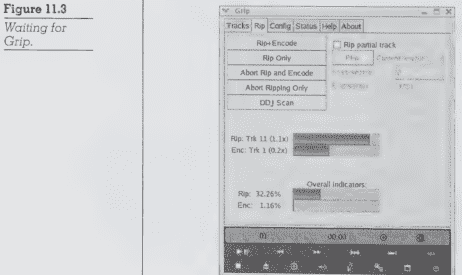 Figure 11.3
Waiting for
Grip.
Grip
Tracks Rip Config Status Help About
Rip+Encode
Rip partial track
Rip Only
Play
Abort Rip and Encode
Abort Ripping Only
DDJ Scan
Rip: Trk 11 (1.1x)
Enc: Trk 1 (0.2x)
Overall indicators:
Rip: 32.26%
Enc: 1.16%
01 00:00